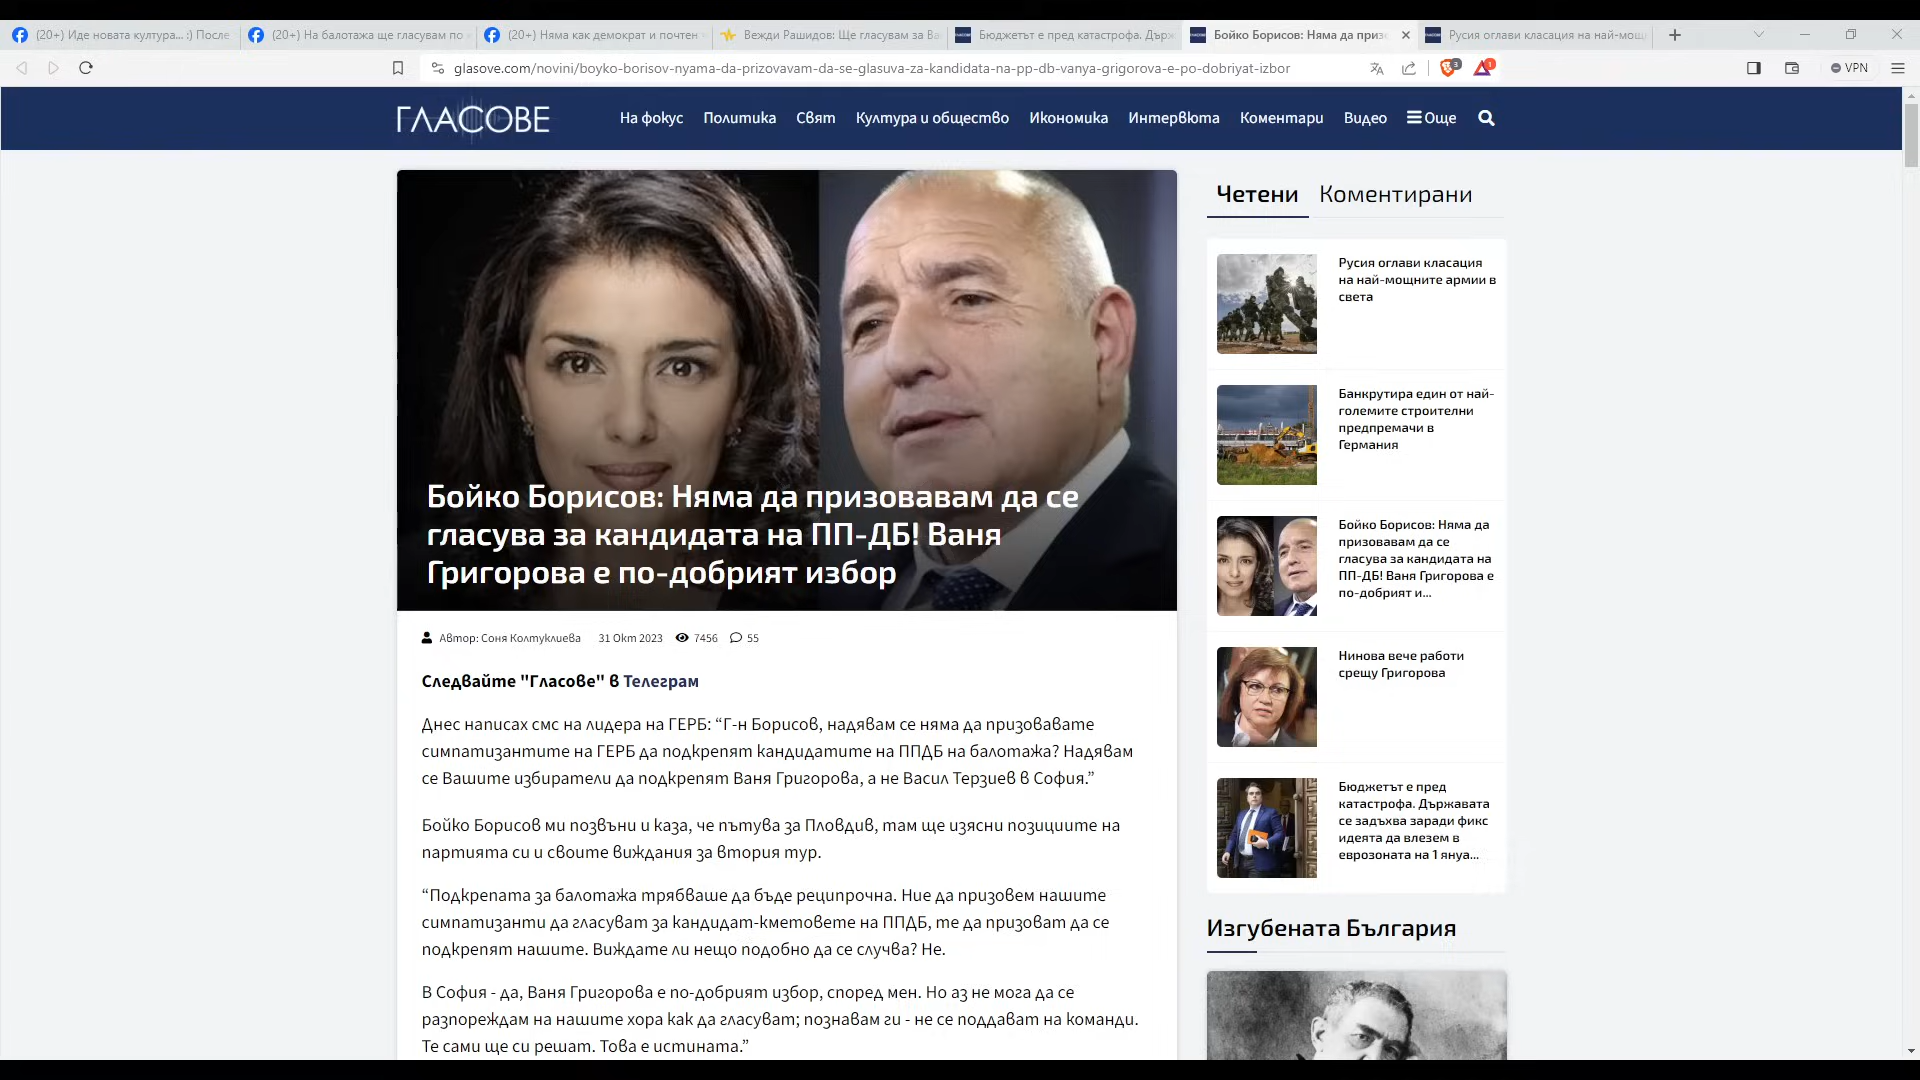 (20+) Иде новата култура... :) После
(20+) На балотажа ще гласувам по
(20+) Няма как демократ и почтен
Вежди Рашидов: Ще гласувам за Ва
Бюджетът е пред катастрофа. Държ
Бойко Борисов: Няма да приз
Русия оглави класация на най-мощ
glasove.com/novini/boyko-borisov-nyama-da-prizovavam-da-se-glasuva-za-kandidata-na-pp-db-vanya-grigorova-e-po-dobriyat-izbor
3
1
VPN
ГЛАСОВЕ
На фокус Политика Свят Култура и общество Икономика Интервюта Коментари Видео Още
Бойко Борисов: Няма да призовавам да се
гласува за кандидата на ПП-ДБ! Ваня
Григорова е по-добрият избор
Автор: Соня Колтуклиева 31 Окт 2023 7456 55
Следвайте "Гласове" в Телеграм
Днес написах смс на лидера на ГЕРБ: “Г-н Борисов, надявам се няма да призовавате
симпатизантите на ГЕРБ да подкрепят кандидатите на ППДБ на балотажа? Надявам
се Вашите избиратели да подкрепят Ваня Григорова, а не Васил Терзиев в София.”
Бойко Борисов ми позвъни и каза, че пътува за Пловдив, там ще изясни позициите на
партията си и своите виждания за втория тур.
“Подкрепата за балотажа трябваше да бъде реципрочна. Ние да призовем нашите
симпатизанти да гласуват за кандидат-кметовете на ППДБ, те да призоват да се
подкрепят нашите. Виждате ли нещо подобно да се случва? Не.
В София - да, Ваня Григорова е по-добрият избор, според мен. Но аз не мога да се
разпореждам на нашите хора как да гласуват; познавам ги - не се поддават на команди.
Те сами ще си решат. Това е истината.”
Четени Коментирани
Русия оглави класация
на най-мощните армии в
света
Банкрутира един от най-
големите строителни
предпремачи в
Германия
Бойко Борисов: Няма да
призовавам да се
гласува за кандидата на
ПП-ДБ! Ваня Григорова е
по-добрият и...
Нинова вече работи
срещу Григорова
Бюджетът е пред
катастрофа. Държавата
се задъхва заради фикс
идеята да влезем в
еврозоната на 1 януа...
Изгубената България